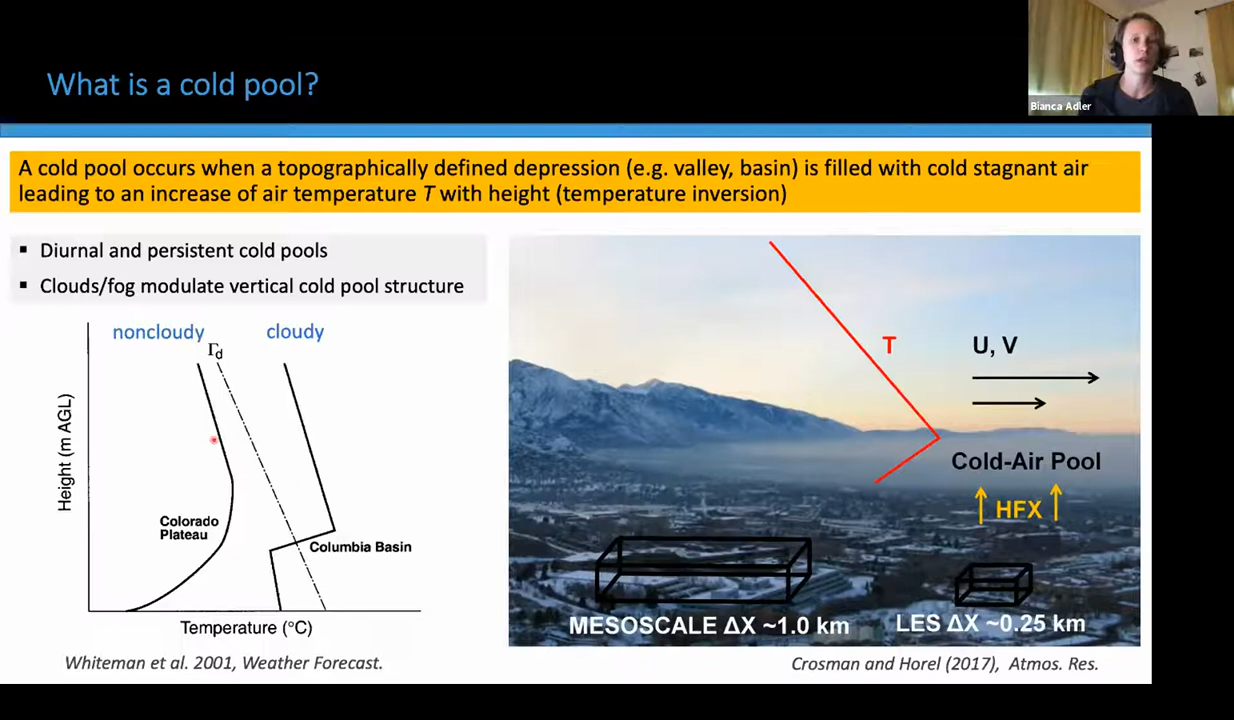 What is a cold pool?
Bianca Adler
A cold pool occurs when a topographically defined depression (e.g. valley, basin) is filled with cold stagnant air
leading to an increase of air temperature T with height (temperature inversion)
▪ Diurnal and persistent cold pools
▪ Clouds/fog modulate vertical cold pool structure
noncloudy
cloudy
Γd
Height (m AGL)
Colorado
Plateau
Columbia Basin
Temperature (°C)
Whiteman et al. 2001, Weather Forecast.
T
U, V
Cold-Air Pool
HFX
MESOSCALE ΔX ~1.0 km
LES ΔX ~0.25 km
Crosman and Horel (2017), Atmos. Res.